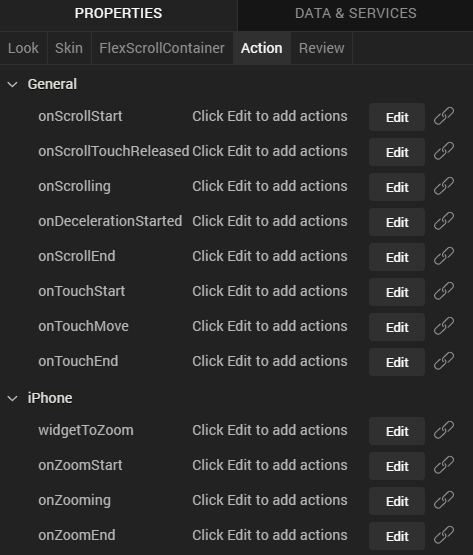 PROPERTIES DATA & SERVICES
Look Skin FlexScrollContainer Action Review
General
onScrollStart Click Edit to add actions Edit
onScrollTouchReleased Click Edit to add actions Edit
onScrolling Click Edit to add actions Edit
onDecelerationStarted Click Edit to add actions Edit
onScrollEnd Click Edit to add actions Edit
onTouchStart Click Edit to add actions Edit
onTouchMove Click Edit to add actions Edit
onTouchEnd Click Edit to add actions Edit
iPhone
widgetToZoom Click Edit to add actions Edit
onZoomStart Click Edit to add actions Edit
onZooming Click Edit to add actions Edit
onZoomEnd Click Edit to add actions Edit